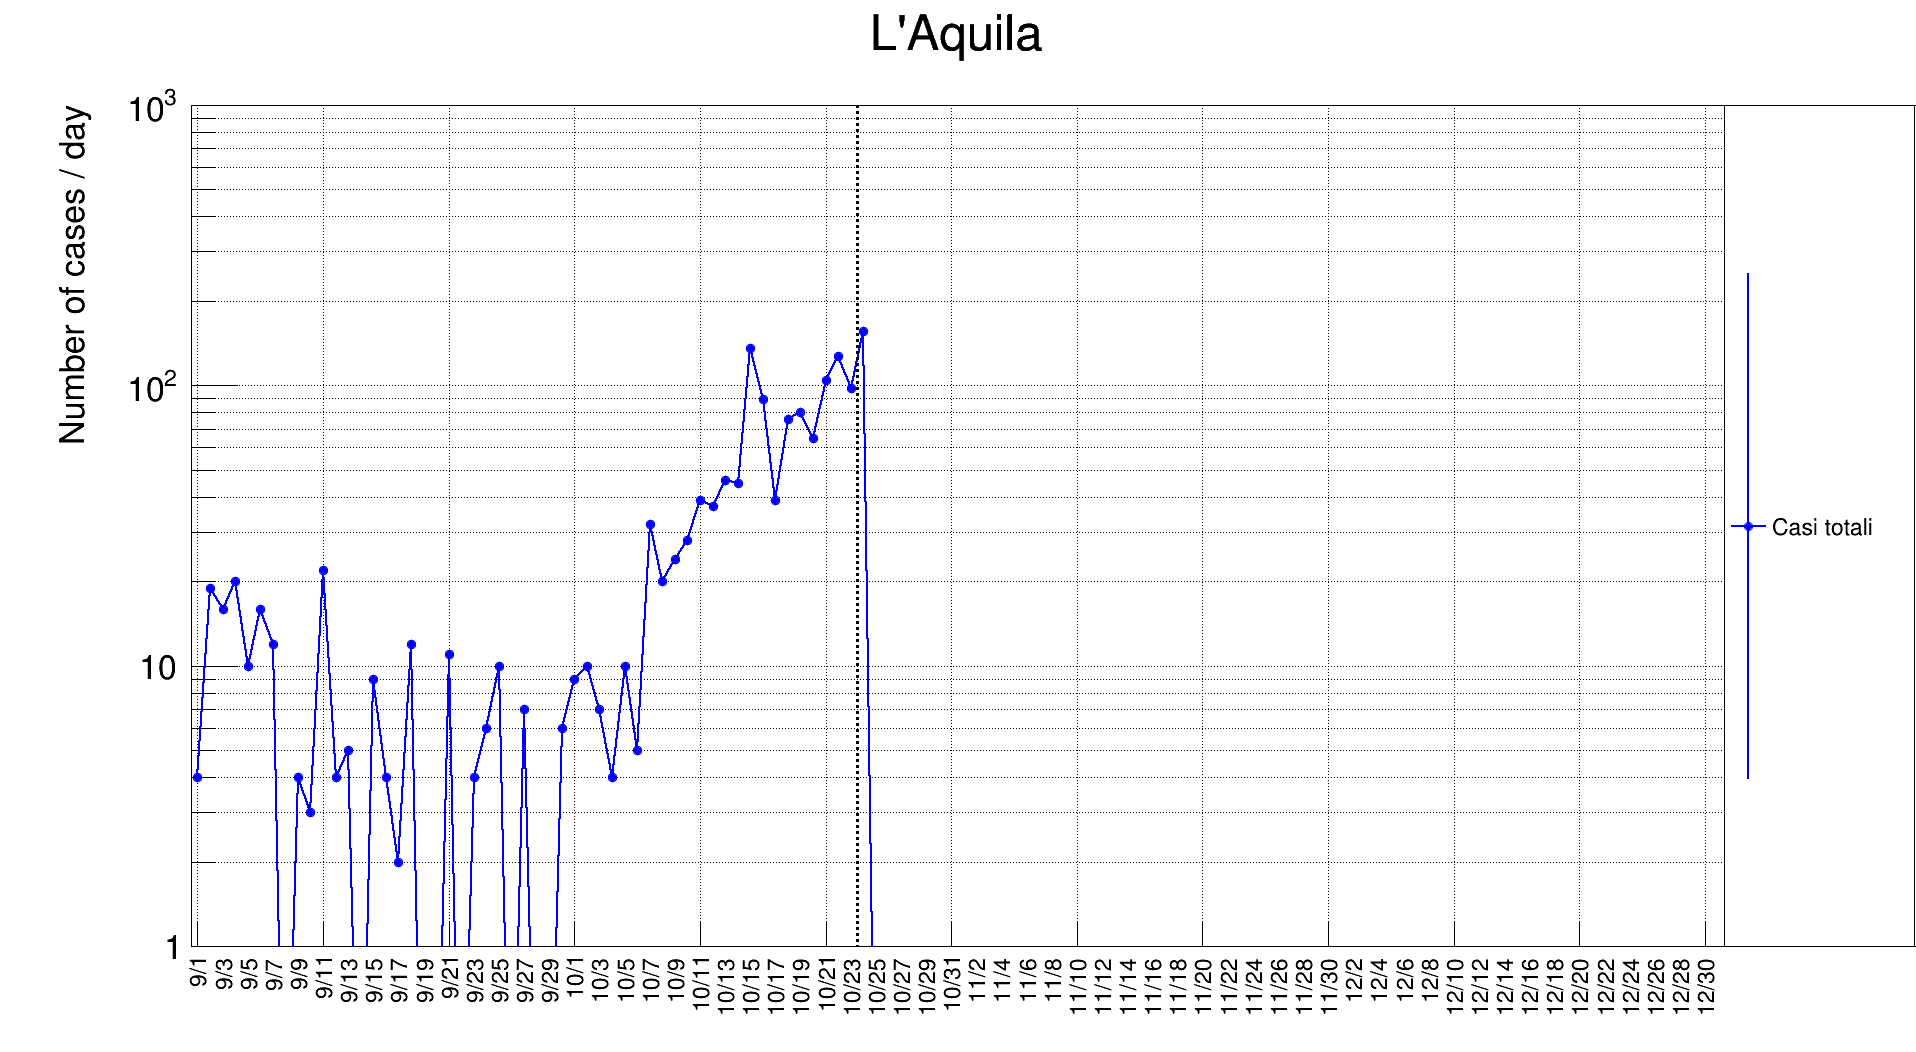 L'Aquila
Number of cases / day
10³
10²
10
1
9/1 9/3 9/5 9/7 9/9 9/11 9/13 9/15 9/17 9/19 9/21 9/23 9/25 9/27 9/29 10/1 10/3 10/5 10/7 10/9 10/11 10/13 10/15 10/17 10/19 10/21 10/23 10/25 10/27 10/29 10/31 11/2 11/4 11/6 11/8 11/10 11/12 11/14 11/16 11/18 11/20 11/22 11/24 11/26 11/28 11/30 12/2 12/4 12/6 12/8 12/10 12/12 12/14 12/16 12/18 12/20 12/22 12/24 12/26 12/28 12/30
Casi totali